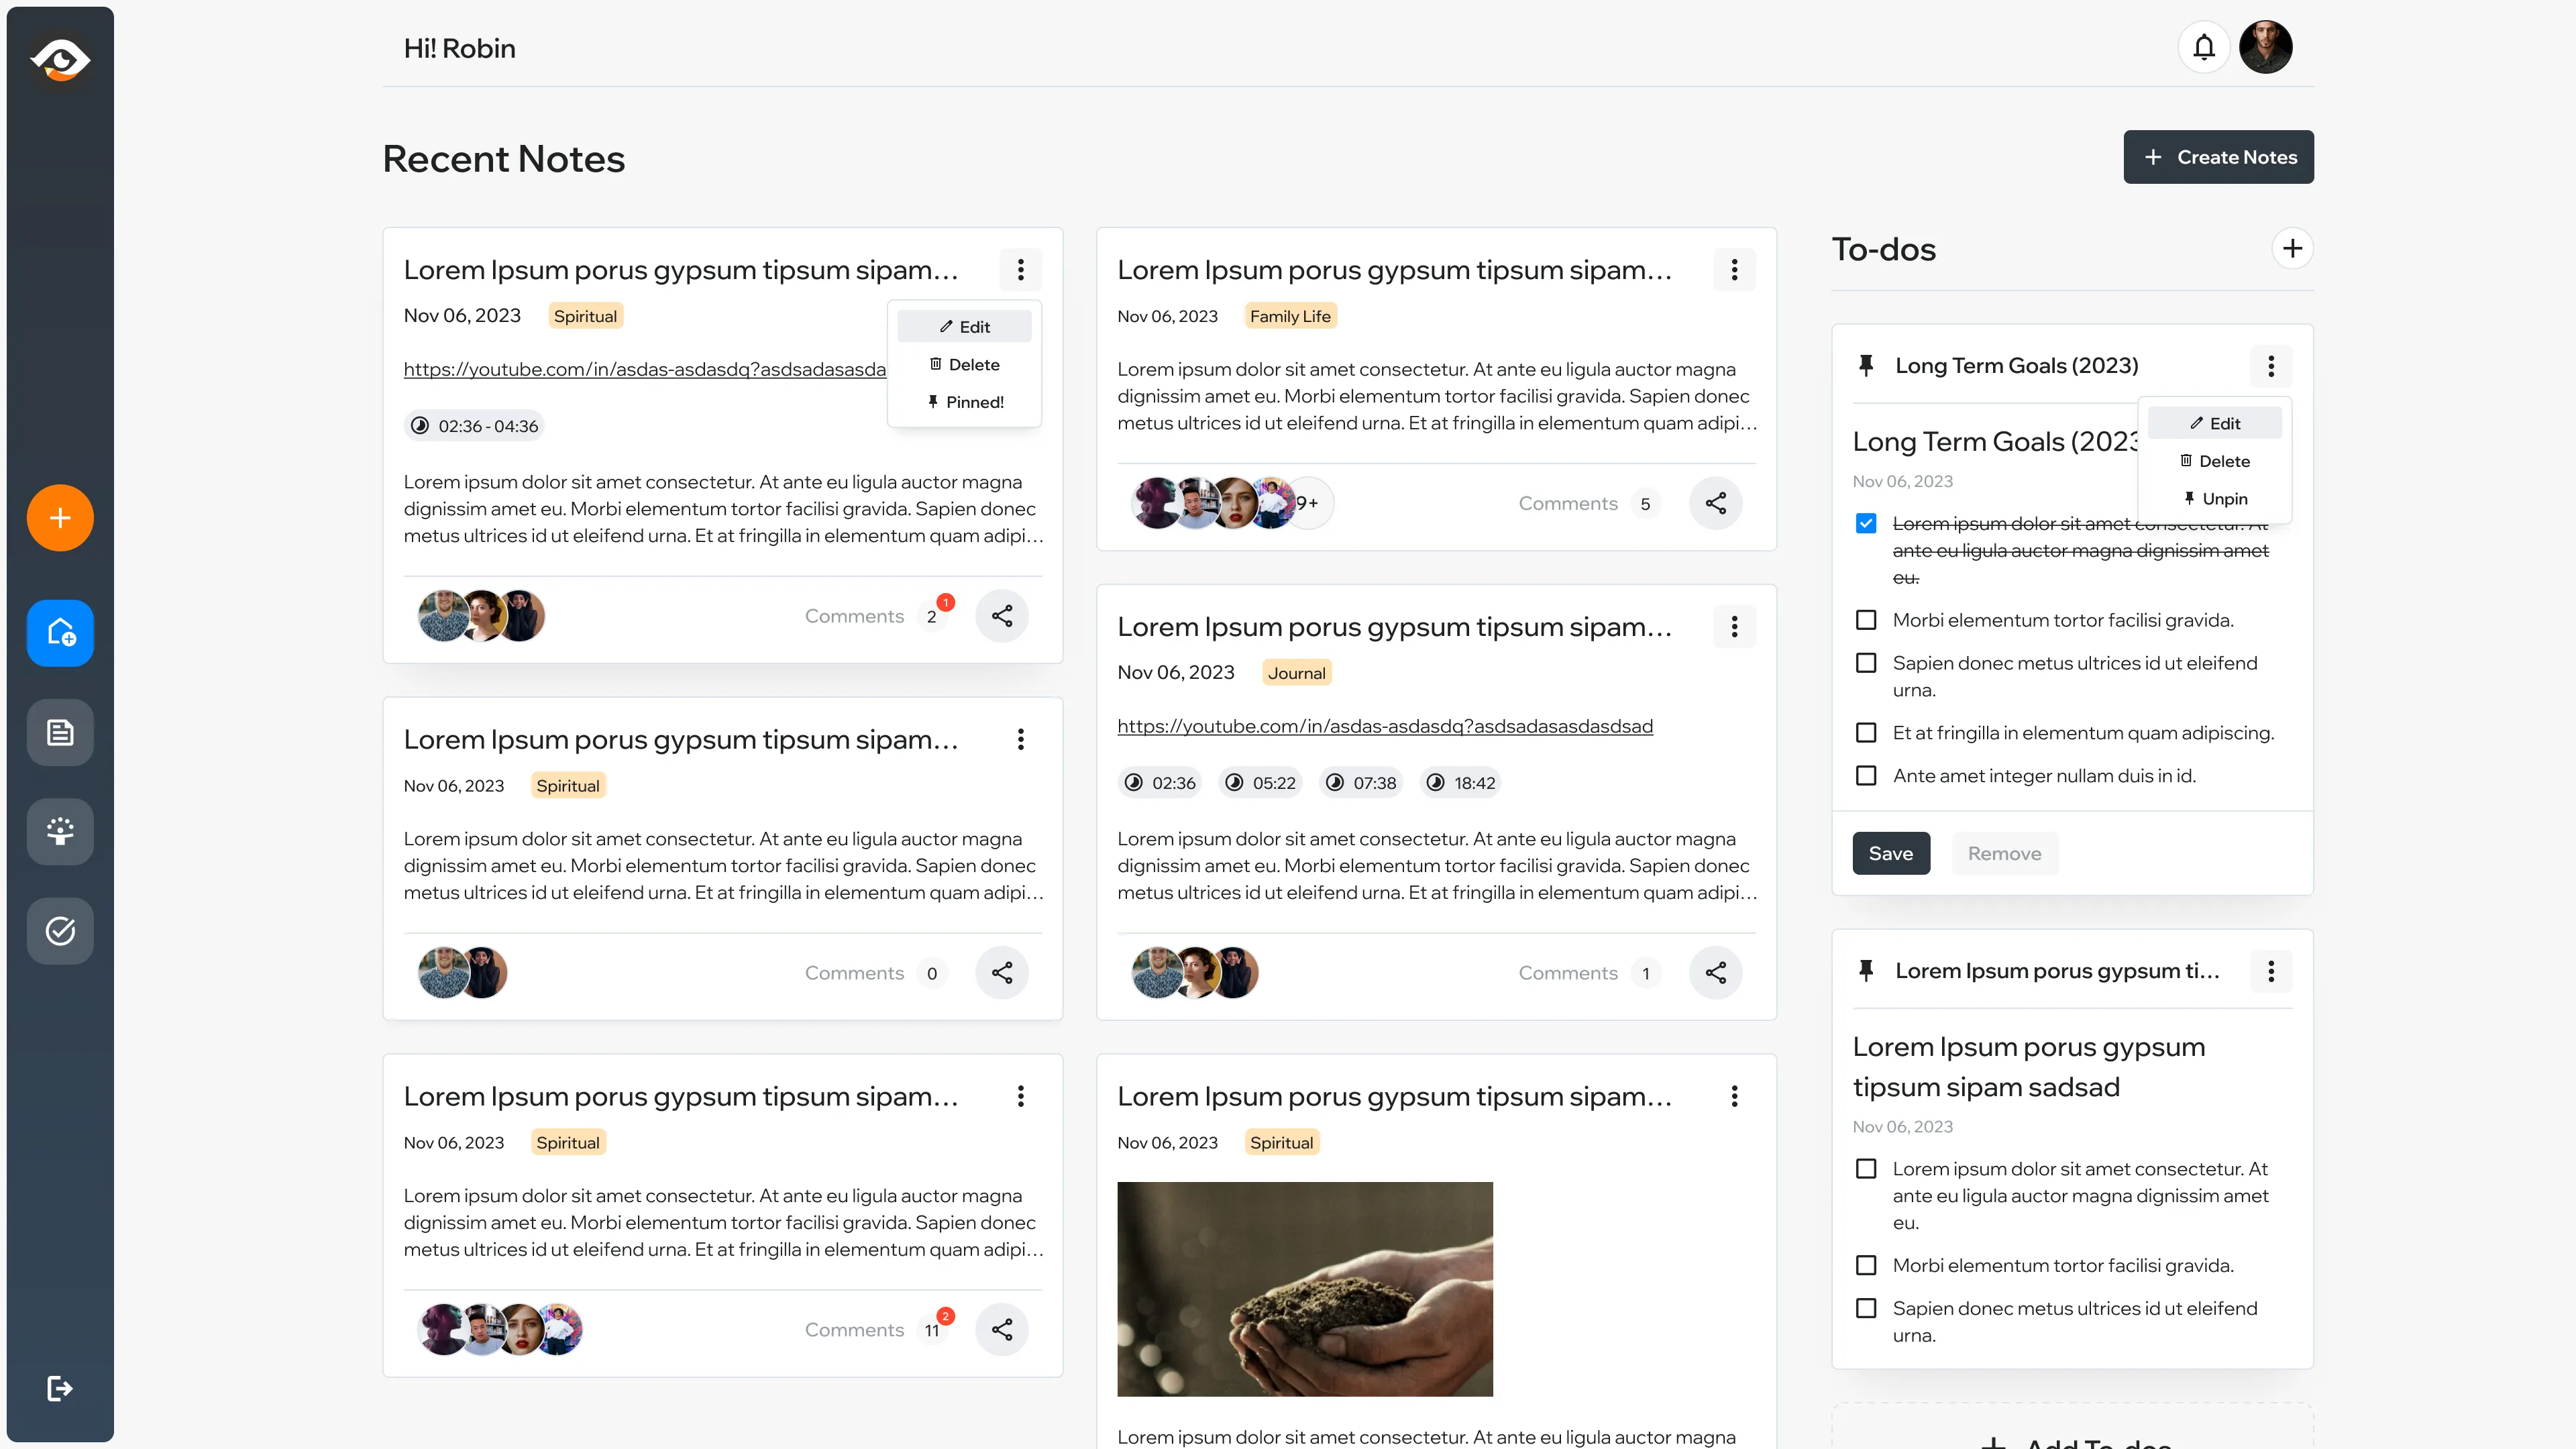 Hi! Robin
Recent Notes
+ Create Notes
Lorem Ipsum porus gypsum tipsum sipam...
Nov 06, 2023 Spiritual
https://youtube.com/in/asdas-asdasdq?asdsadasasda
Edit
Delete
Pinned!
02:36 - 04:36
Lorem ipsum dolor sit amet consectetur. At ante eu ligula auctor magna
dignissim amet eu. Morbi elementum tortor facilisi gravida. Sapien donec
metus ultrices id ut eleifend urna. Et at fringilla in elementum quam adipi...
Comments 2 1
Lorem Ipsum porus gypsum tipsum sipam...
Nov 06, 2023 Spiritual
Lorem ipsum dolor sit amet consectetur. At ante eu ligula auctor magna
dignissim amet eu. Morbi elementum tortor facilisi gravida. Sapien donec
metus ultrices id ut eleifend urna. Et at fringilla in elementum quam adipi...
Comments 0
Lorem Ipsum porus gypsum tipsum sipam...
Nov 06, 2023 Spiritual
Lorem ipsum dolor sit amet consectetur. At ante eu ligula auctor magna
dignissim amet eu. Morbi elementum tortor facilisi gravida. Sapien donec
metus ultrices id ut eleifend urna. Et at fringilla in elementum quam adipi...
Comments 11 2
Lorem Ipsum porus gypsum tipsum sipam...
Nov 06, 2023 Family Life
Lorem ipsum dolor sit amet consectetur. At ante eu ligula auctor magna
dignissim amet eu. Morbi elementum tortor facilisi gravida. Sapien donec
metus ultrices id ut eleifend urna. Et at fringilla in elementum quam adipi...
9+ Comments 5
Lorem Ipsum porus gypsum tipsum sipam...
Nov 06, 2023 Journal
https://youtube.com/in/asdas-asdasdq?asdsadasasdasdsad
02:36 05:22 07:38 18:42
Lorem ipsum dolor sit amet consectetur. At ante eu ligula auctor magna
dignissim amet eu. Morbi elementum tortor facilisi gravida. Sapien donec
metus ultrices id ut eleifend urna. Et at fringilla in elementum quam adipi...
Comments 1
Lorem Ipsum porus gypsum tipsum sipam...
Nov 06, 2023 Spiritual
Lorem ipsum dolor sit amet consectetur. At ante eu ligula auctor magna
To-dos
Long Term Goals (2023)
Edit
Delete
Unpin
Long Term Goals (2023
Nov 06, 2023
Lorem ipsum dolor sit amet consectetur. At
ante eu ligula auctor magna dignissim amet
eu.
Morbi elementum tortor facilisi gravida.
Sapien donec metus ultrices id ut eleifend
urna.
Et at fringilla in elementum quam adipiscing.
Ante amet integer nullam duis in id.
Save Remove
Lorem Ipsum porus gypsum ti...
Lorem Ipsum porus gypsum
tipsum sipam sadsad
Nov 06, 2023
Lorem ipsum dolor sit amet consectetur. At
ante eu ligula auctor magna dignissim amet
eu.
Morbi elementum tortor facilisi gravida.
Sapien donec metus ultrices id ut eleifend
urna.
+ Add To-dos